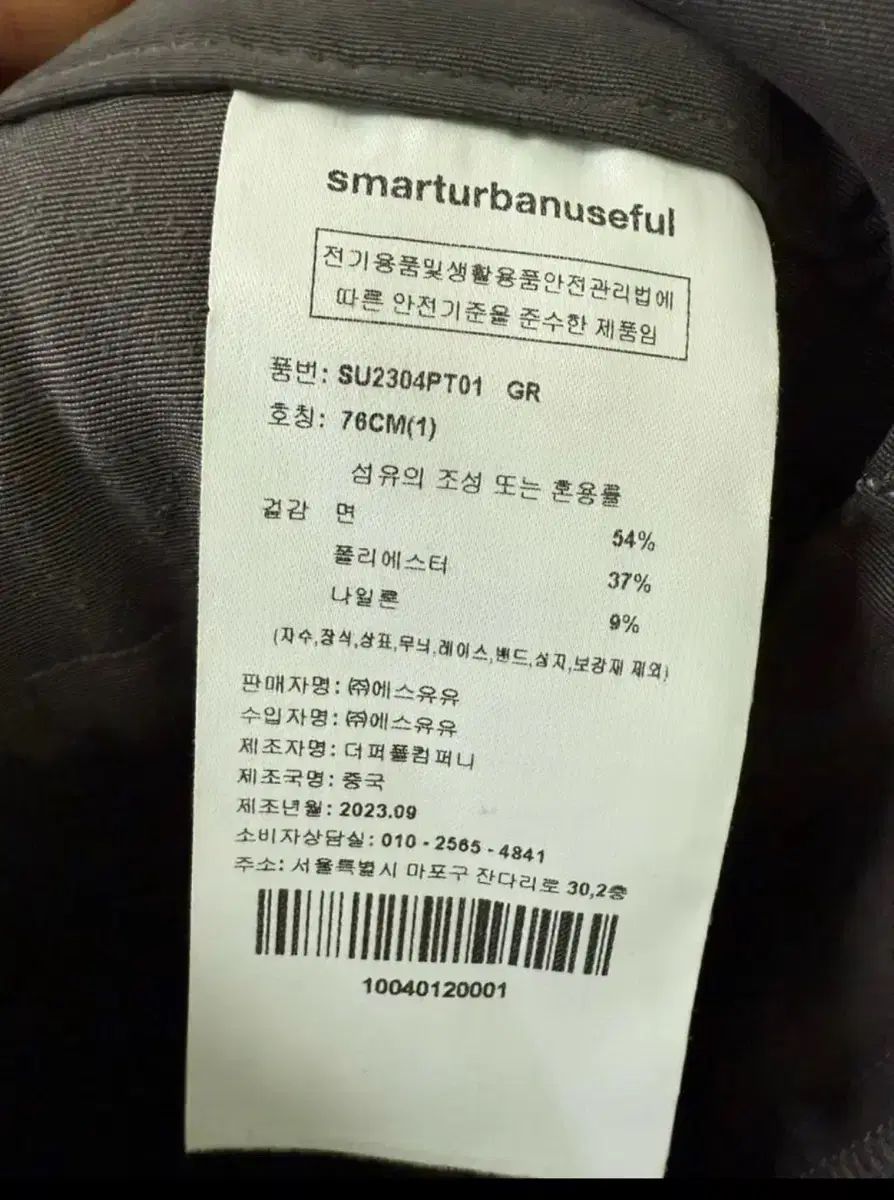 smarturbanuseful
전기용품및생활용품안전관리법에
따른 안전기준을 준수한 제품임
품번: SU2304PT01 GR
호칭: 76CM(1)
섬유의 조성 또는 혼용률
겉감 면 54%
폴리에스터 37%
나일론 9%
(자수,장식,상표,무늬,레이스,밴드,심지,보강재 제외)
판매자명: ㈜에스유유
수입자명: ㈜에스유유
제조자명: 더퍼플컴퍼니
제조국명: 중국
제조년월: 2023.09
소비자상담실: 010-2565-4841
주소: 서울특별시 마포구 잔다리로 30,2층
10040120001